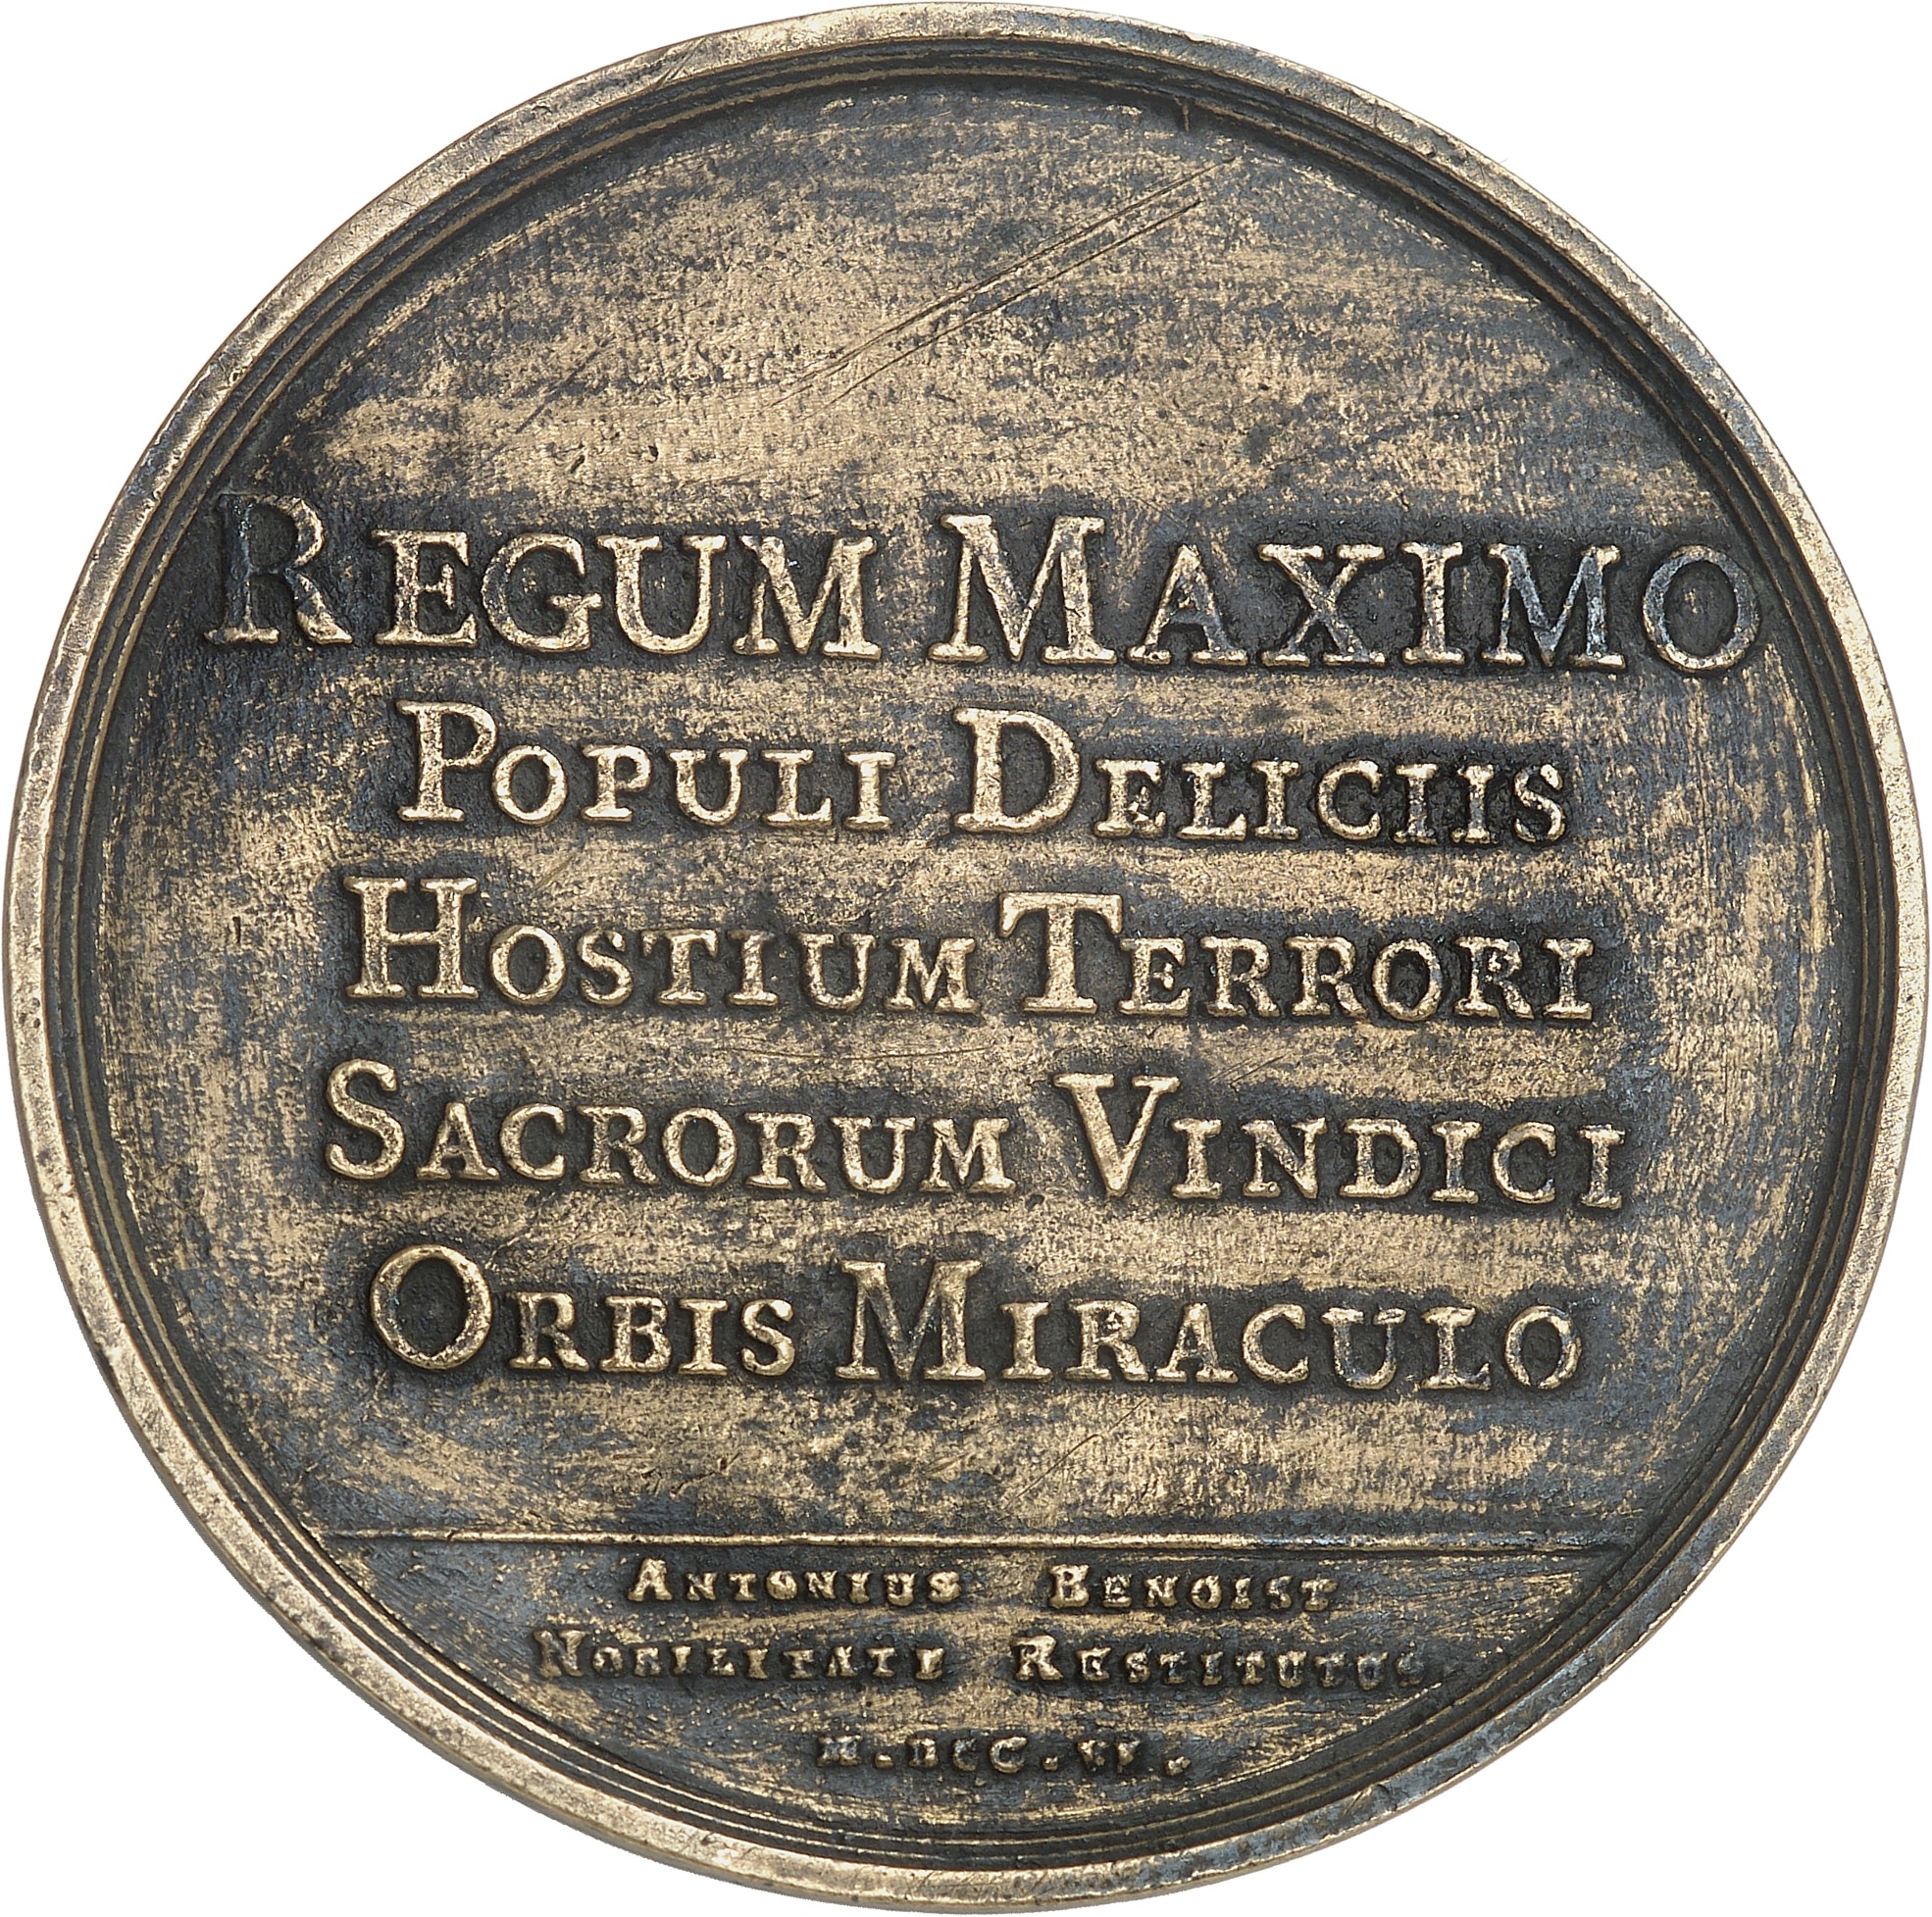 REGUM MAXIMO
POPULI DELICIIS
HOSTIUM TERRORI
SACRORUM VINDICI
ORBIS MIRACULO
ANTONIUS BENOIST
NOBILITATE RESTITUTUS
M.DCC.VI.